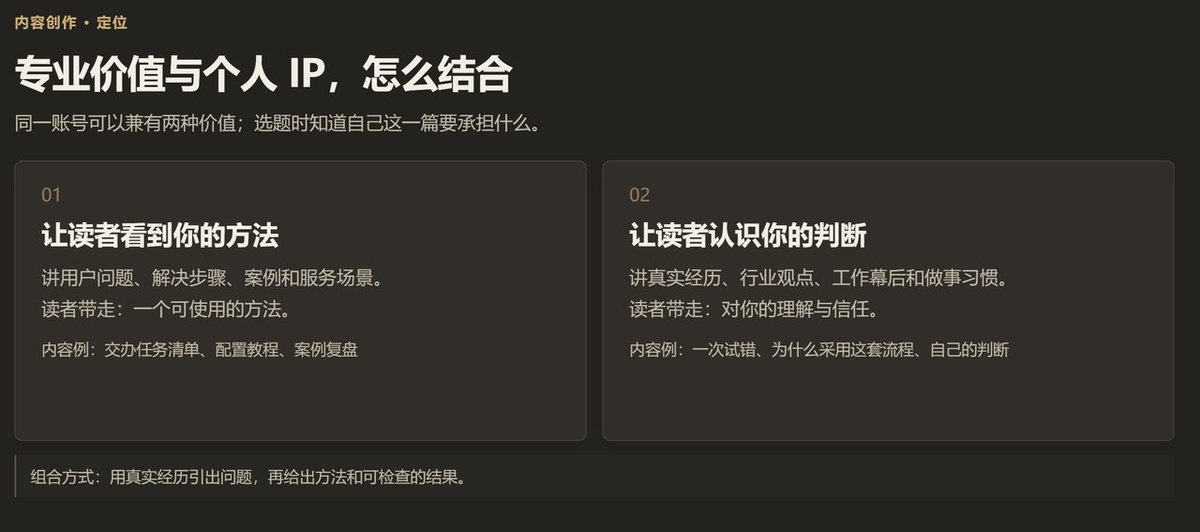 内容创作 • 定位
专业价值与个人 IP，怎么结合
同一账号可以兼有两种价值；选题时知道自己这一篇要承担什么。
01
让读者看到你的方法
讲用户问题、解决步骤、案例和服务场景。
读者带走：一个可使用的方法。
内容例：交办任务清单、配置教程、案例复盘
02
让读者认识你的判断
讲真实经历、行业观点、工作幕后和做事习惯。
读者带走：对你的理解与信任。
内容例：一次试错、为什么采用这套流程、自己的判断
组合方式：用真实经历引出问题，再给出方法和可检查的结果。